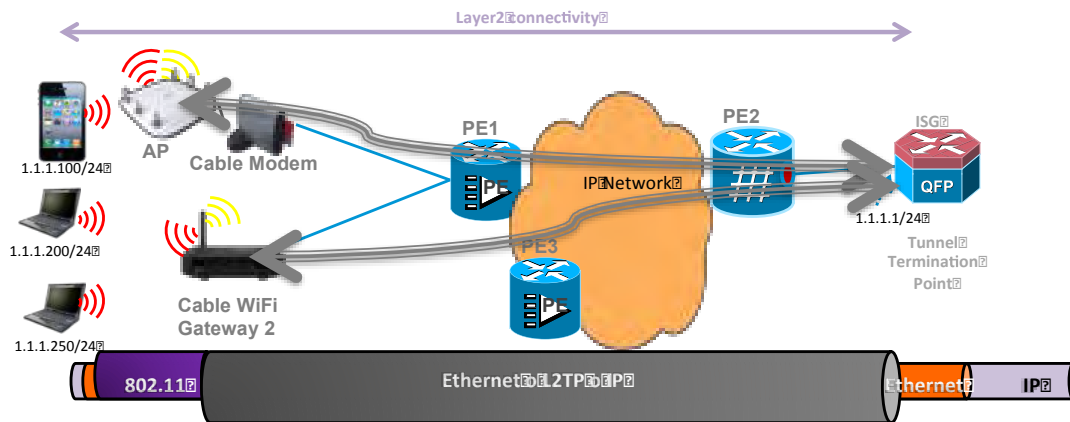 Layer2 connectivity
PE1
PE2
ISG
AP
Cable Modem
1.1.1.100/24
PE
IP Network
QFP
1.1.1.1/24
1.1.1.200/24
PE3
Tunnel
Termination
Point
Cable WiFi
Gateway 2
PE
1.1.1.250/24
802.11
Ethernet o L2TP o IP
Ethernet
IP